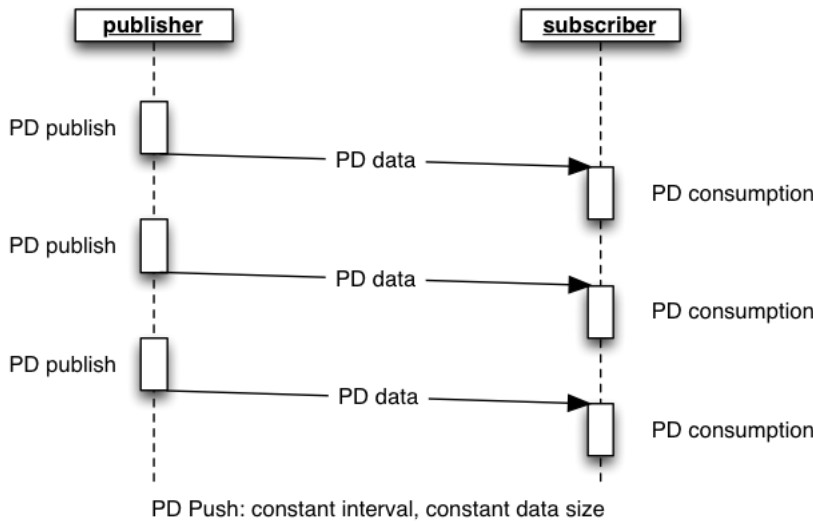 publisher
subscriber
PD publish
PD data
PD consumption
PD publish
PD data
PD consumption
PD publish
PD data
PD consumption
PD Push: constant interval, constant data size